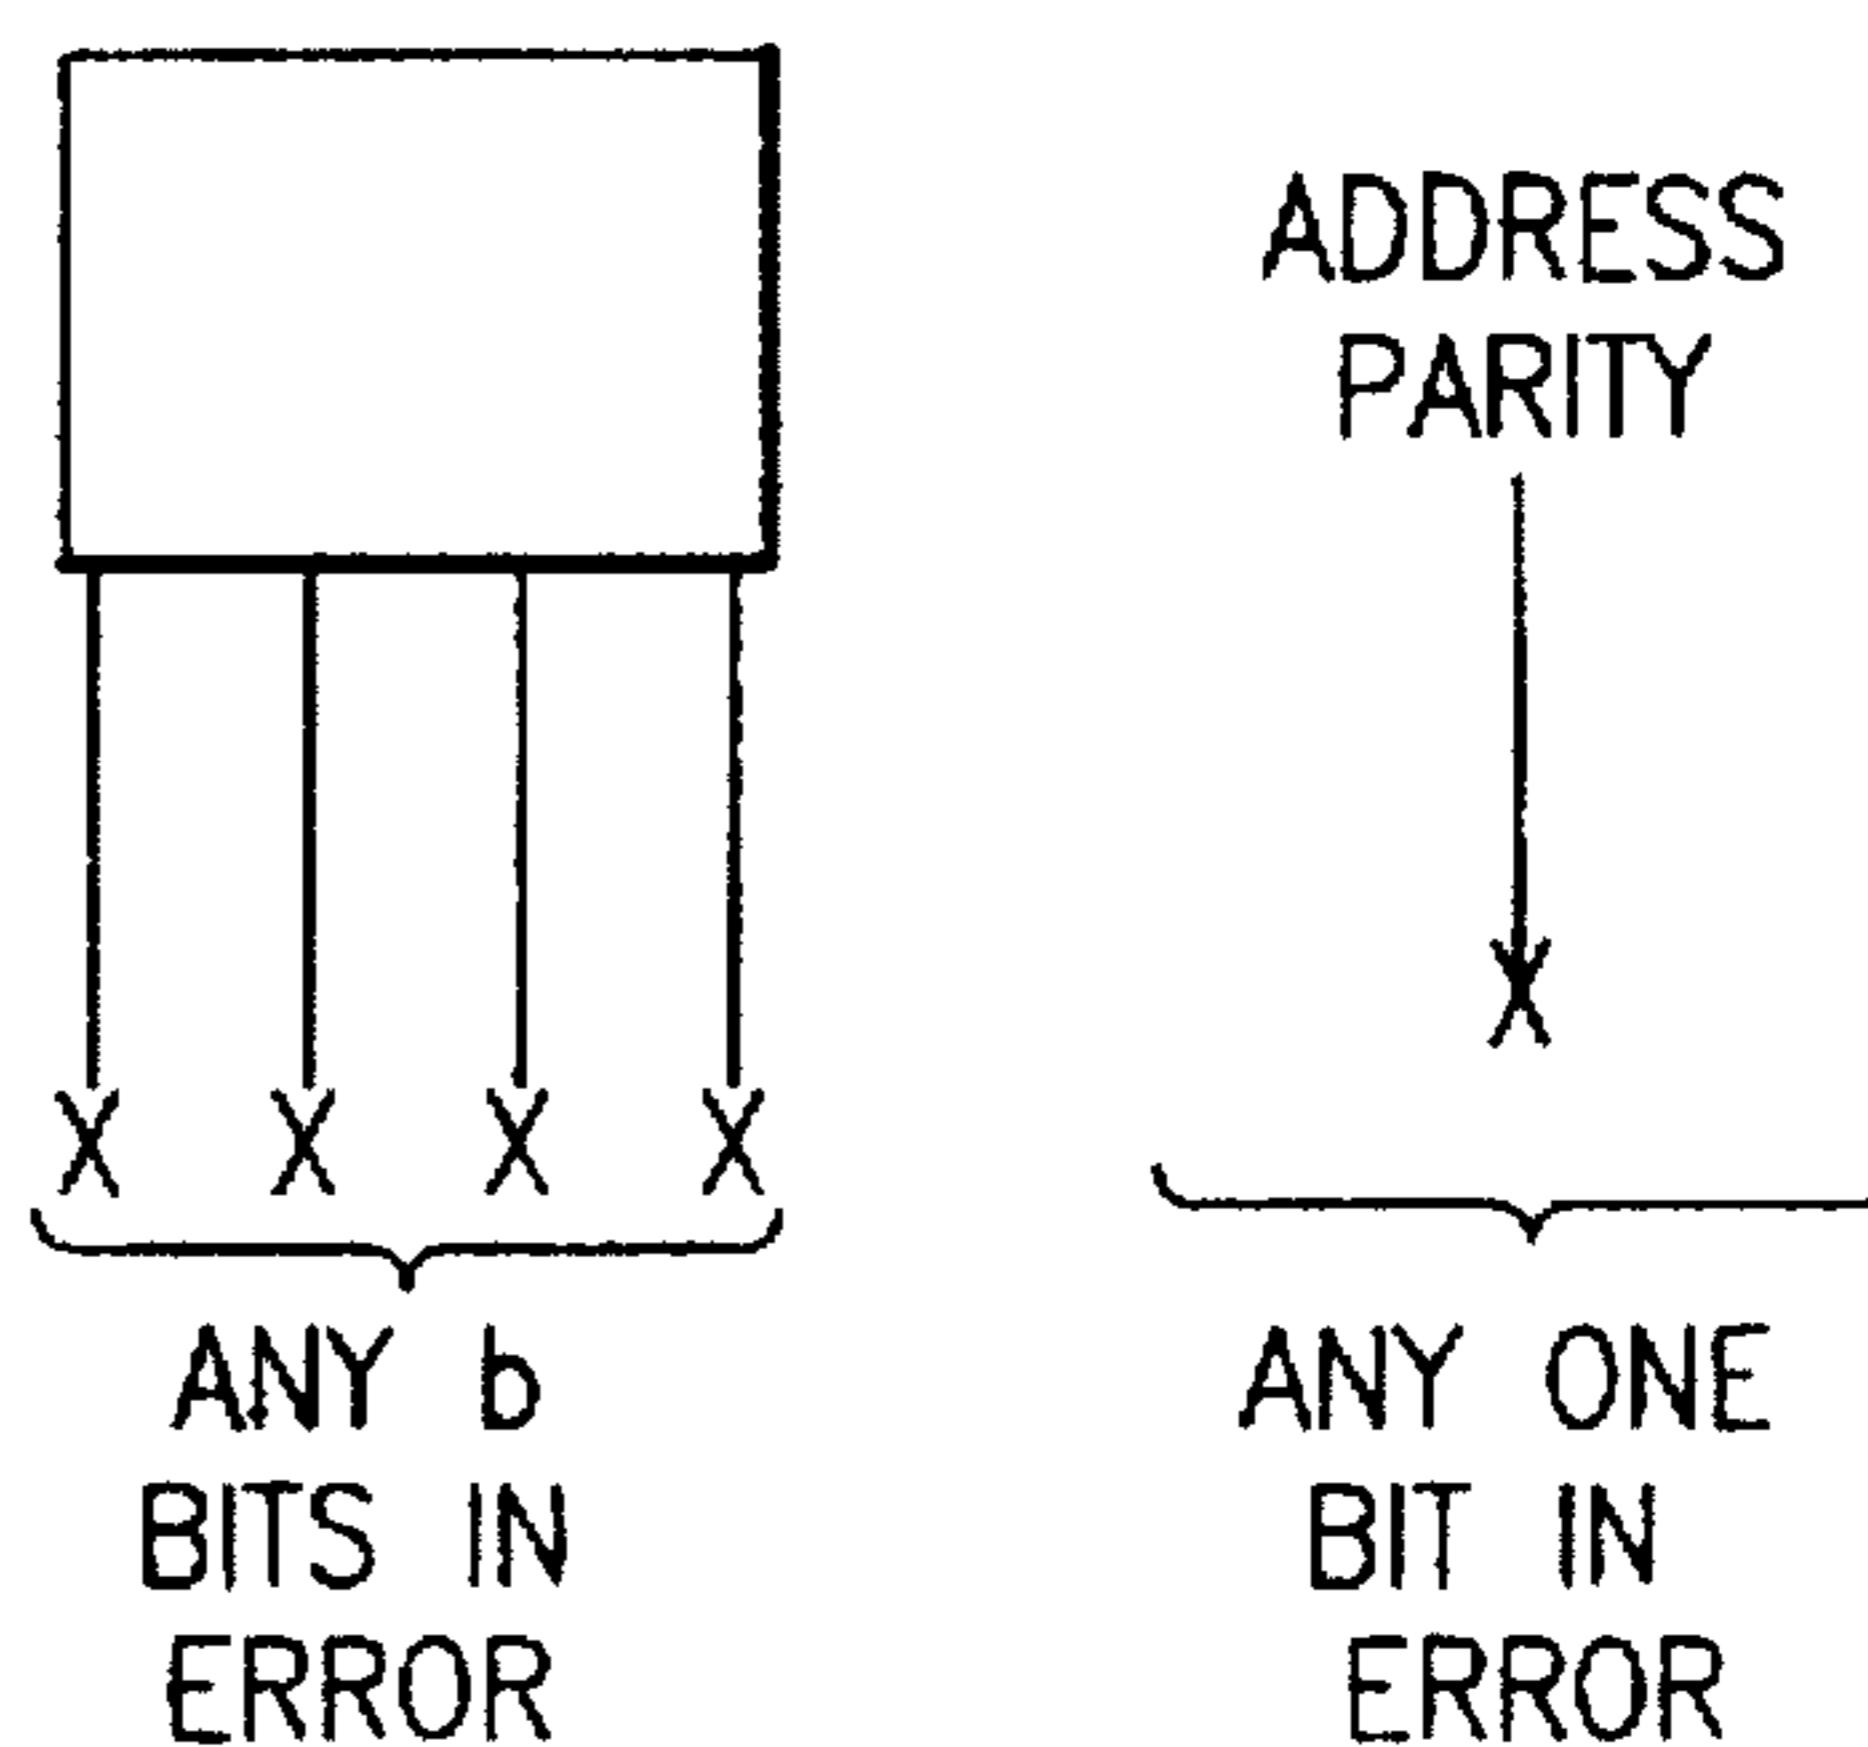 ADDRESS
PARITY
X X X X
X
ANY b
BITS IN
ERROR
ANY ONE
BIT IN
ERROR